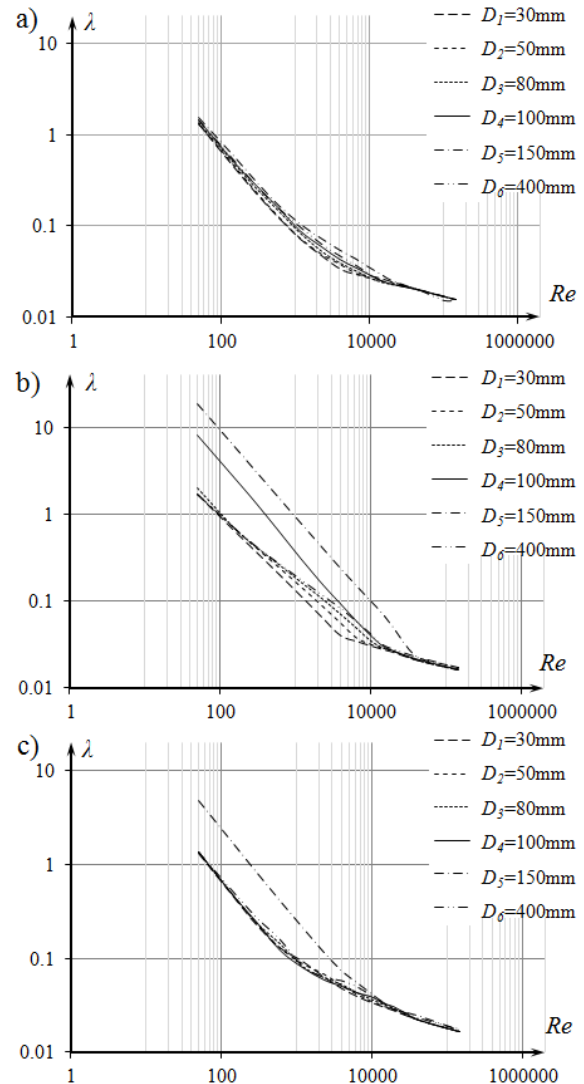 a)
λ
10
1
0.1
0.01
1
100
10000
1000000
Re
D1=30mm
D2=50mm
D3=80mm
D4=100mm
D5=150mm
D6=400mm
b)
λ
10
1
0.1
0.01
1
100
10000
1000000
Re
D1=30mm
D2=50mm
D3=80mm
D4=100mm
D5=150mm
D6=400mm
c)
λ
10
1
0.1
0.01
1
100
10000
1000000
Re
D1=30mm
D2=50mm
D3=80mm
D4=100mm
D5=150mm
D6=400mm